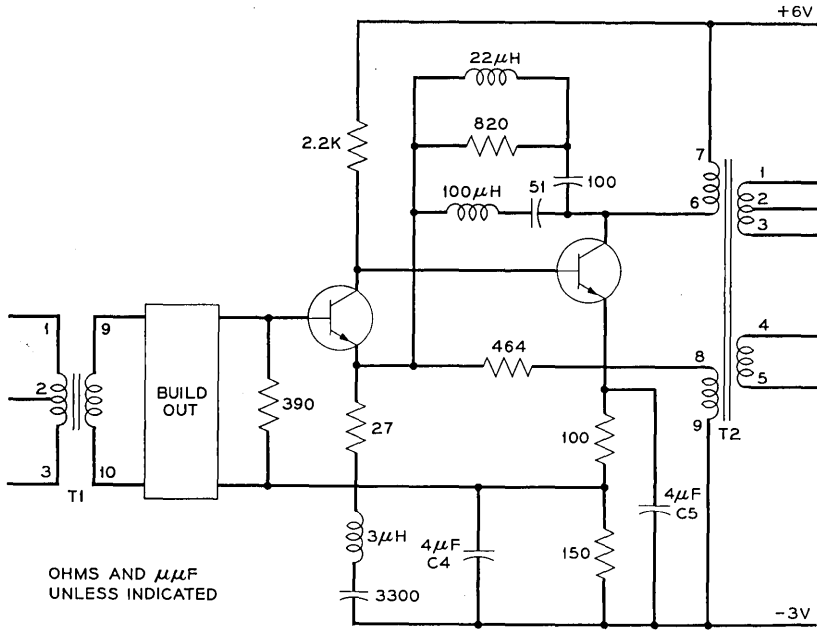 +6V
22μH
820
2.2K
100
100μH
51
7
6
1
2
3
1
9
2
3
10
T1
BUILD
OUT
390
27
464
8
9
4
5
T2
100
4μF
C5
3μH
4μF
C4
150
3300
OHMS AND μμF
UNLESS INDICATED
-3V